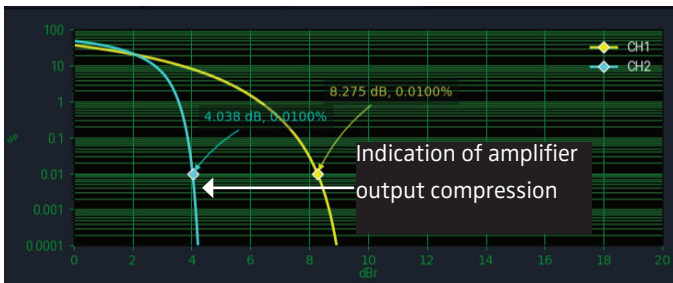 100
10
1
0.1
0.01
0.001
0.0001
%
CH1
CH2
8.275 dB, 0.0100%
4.038 dB, 0.0100%
Indication of amplifier
output compression
0 2 4 6 8 10 12 14 16 18 20
dBr